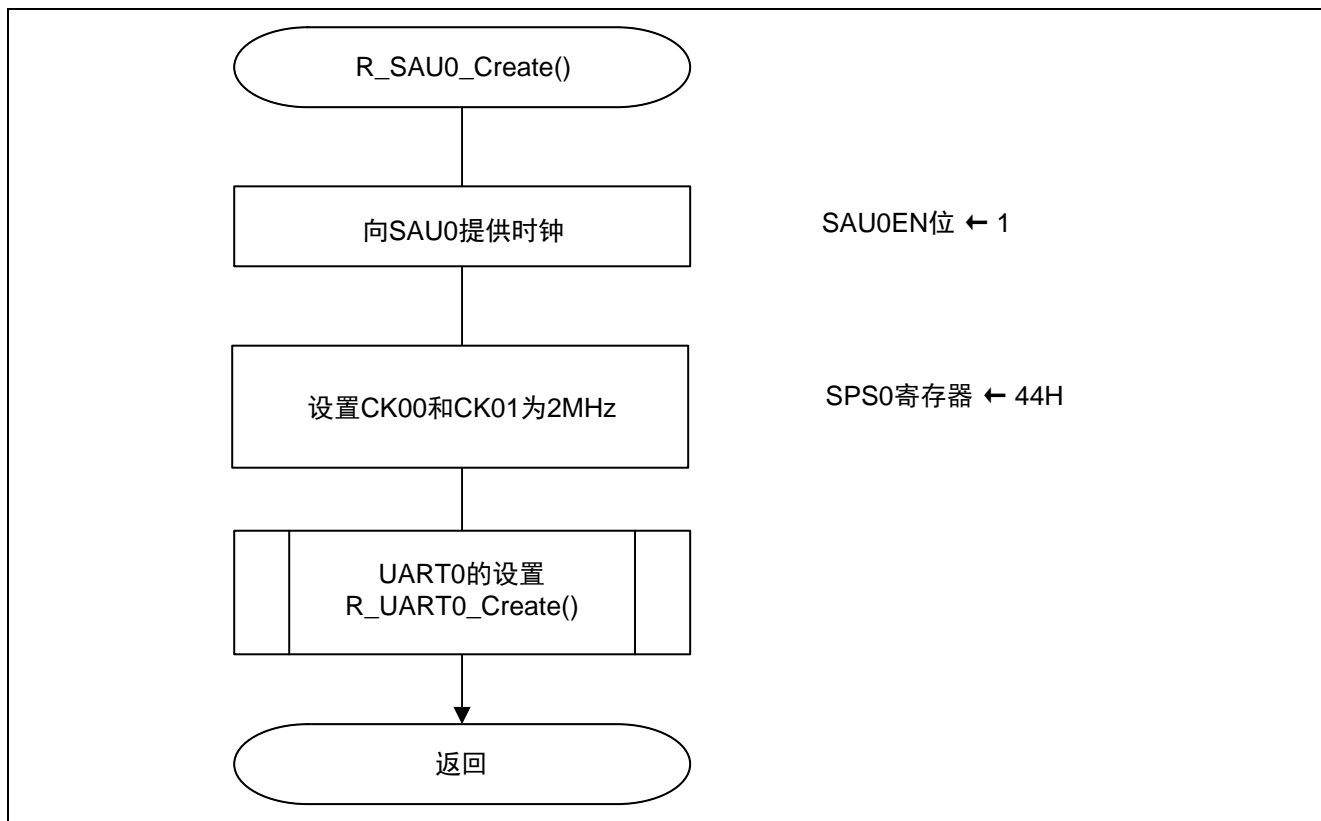 R_SAU0_Create()
向SAU0提供时钟
SAU0EN位 ← 1
设置CK00和CK01为2MHz
SPS0寄存器 ← 44H
UART0的设置
R_UART0_Create()
返回